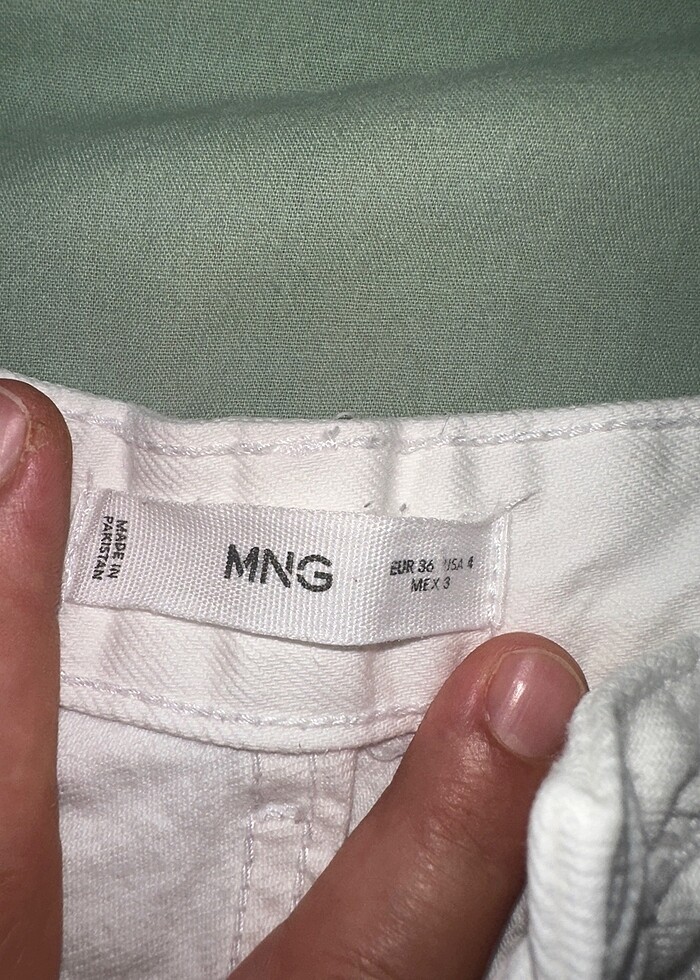 MADE IN
PAKISTAN
MNG
EUR 36 USA 4
MEX 3